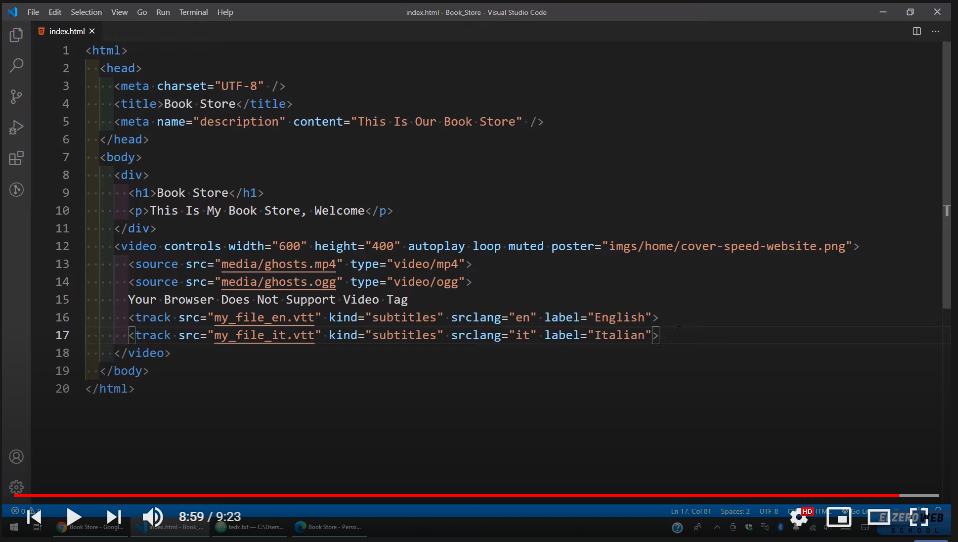 File Edit Selection View Go Run Terminal Help
index.html - Book_Store - Visual Studio Code
index.html
1 <html>
2 <head>
3 <meta charset="UTF-8" />
4 <title>Book Store</title>
5 <meta name="description" content="This Is Our Book Store" />
6 </head>
7 <body>
8 <div>
9 <h1>Book Store</h1>
10 <p>This Is My Book Store, Welcome</p>
11 </div>
12 <video controls width="600" height="400" autoplay loop muted poster="imgs/home/cover-speed-website.png">
13 <source src="media/ghosts.mp4" type="video/mp4">
14 <source src="media/ghosts.ogg" type="video/ogg">
15 Your Browser Does Not Support Video Tag
16 <track src="my_file_en.vtt" kind="subtitles" srclang="en" label="English">
17 <track src="my_file_it.vtt" kind="subtitles" srclang="it" label="Italian">
18 </video>
19 </body>
20 </html>
Ln 17, Col 81 Spaces: 2 UTF-8
8:59 / 9:23
HD
Book Store - Googl...
index.html - Book_...
Book Store - Perso...
ELZERO WEB
SCHOOL